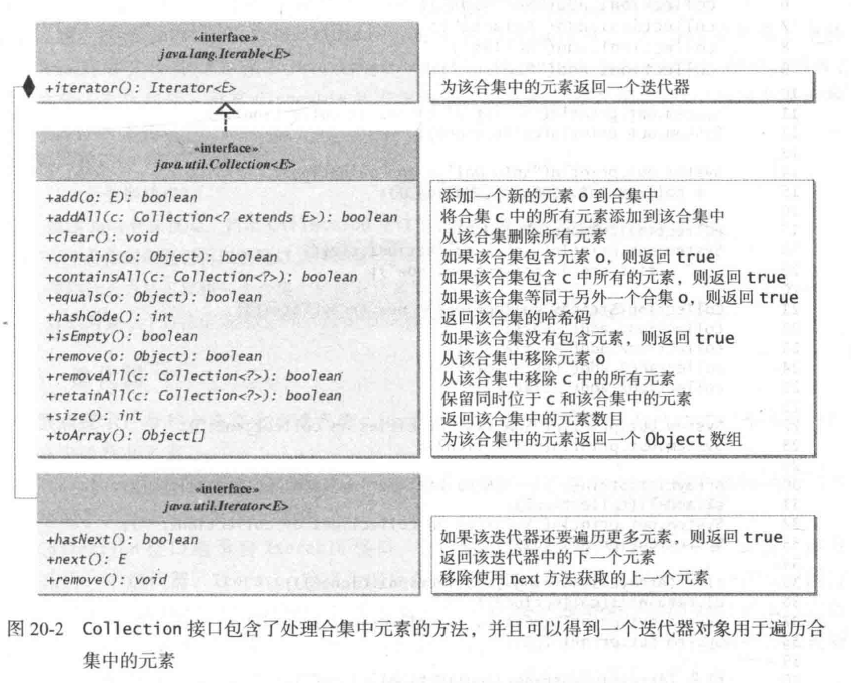 «interface»
java.lang.Iterable<E>
+iterator(): Iterator<E>
为该合集中的元素返回一个迭代器
«interface»
java.util.Collection<E>
+add(o: E): boolean
添加一个新的元素 o 到合集中
+addAll(c: Collection<? extends E>): boolean
将合集 c 中的所有元素添加到该合集中
+clear(): void
从该合集删除所有元素
+contains(o: Object): boolean
如果该合集包含元素 o，则返回 true
+containsAll(c: Collection<?>): boolean
如果该合集包含 c 中所有的元素，则返回 true
+equals(o: Object): boolean
如果该合集等同于另外一个合集 o，则返回 true
+hashCode(): int
返回该合集的哈希码
+isEmpty(): boolean
如果该合集没有包含元素，则返回 true
+remove(o: Object): boolean
从该合集中移除元素 o
+removeAll(c: Collection<?>): boolean
从该合集中移除 c 中的所有元素
+retainAll(c: Collection<?>): boolean
保留同时位于 c 和该合集中的元素
+size(): int
返回该合集中的元素数目
+toArray(): Object[]
为该合集中的元素返回一个 Object 数组
«interface»
java.util.Iterator<E>
+hasNext(): boolean
如果该迭代器还要遍历更多元素，则返回 true
+next(): E
返回该迭代器中的下一个元素
+remove(): void
移除使用 next 方法获取的上一个元素
图 20-2 Collection 接口包含了处理合集中元素的方法，并且可以得到一个迭代器对象用于遍历合
集中的元素